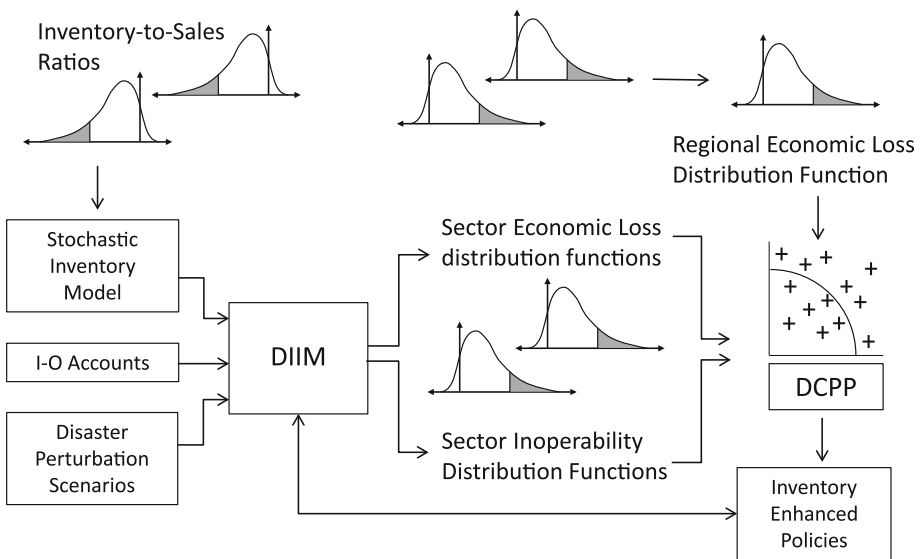 Inventory-to-Sales
Ratios
Regional Economic Loss
Distribution Function
Stochastic
Inventory
Model
I-O Accounts
Disaster
Perturbation
Scenarios
DIIM
Sector Economic Loss
distribution functions
Sector Inoperability
Distribution Functions
DCPP
Inventory
Enhanced
Policies